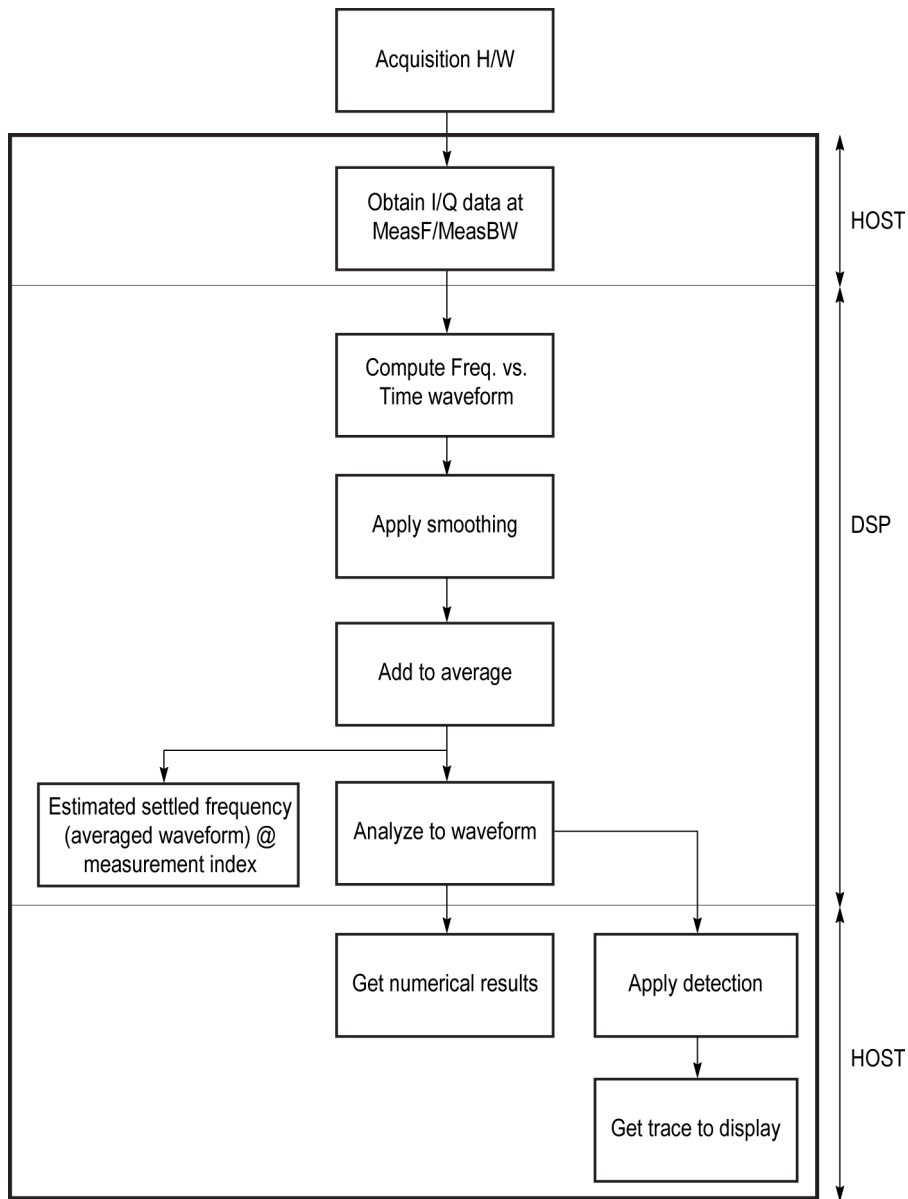 Acquisition H/W
Obtain I/Q data at
MeasF/MeasBW
HOST
Compute Freq. vs.
Time waveform
Apply smoothing
DSP
Add to average
Estimated settled frequency
(averaged waveform) @
measurement index
Analyze to waveform
Get numerical results
Apply detection
HOST
Get trace to display